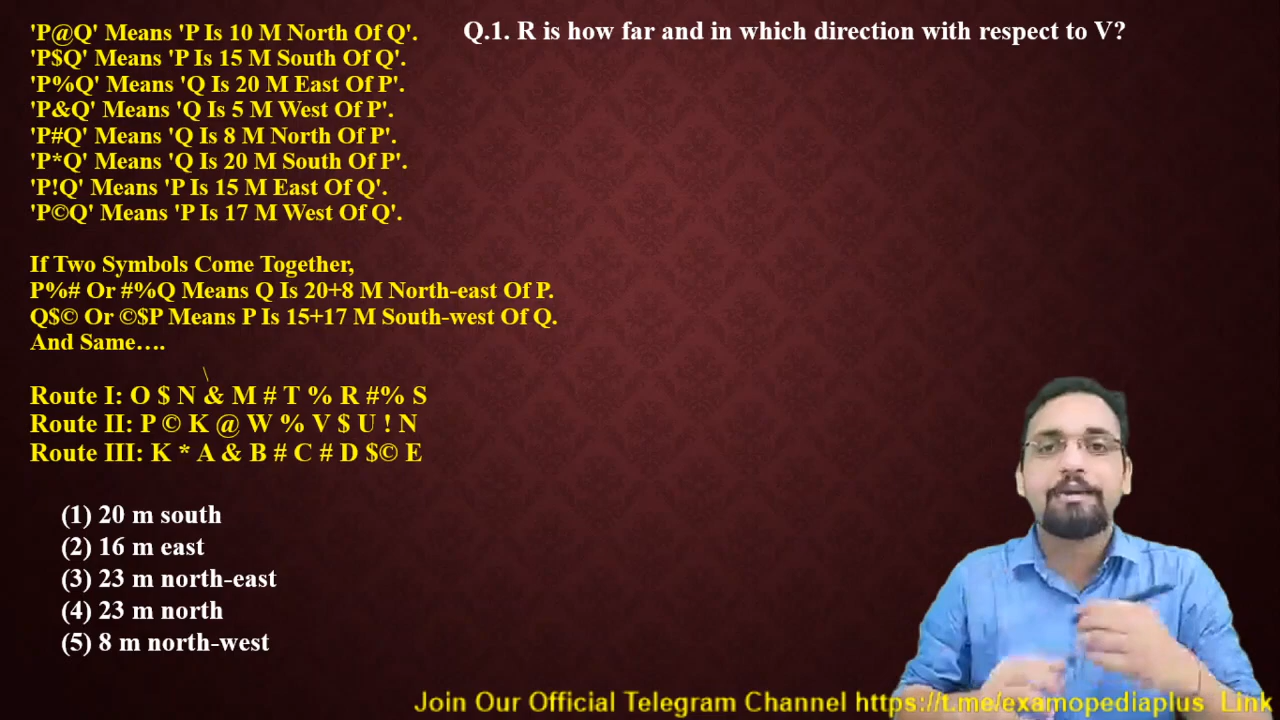 'P@Q' Means 'P Is 10 M North Of Q'.
'P$Q' Means 'P Is 15 M South Of Q'.
'P%Q' Means 'Q Is 20 M East Of P'.
'P&Q' Means 'Q Is 5 M West Of P'.
'P#Q' Means 'Q Is 8 M North Of P'.
'P*Q' Means 'Q Is 20 M South Of P'.
'P!Q' Means 'P Is 15 M East Of Q'.
'P©Q' Means 'P Is 17 M West Of Q'.
If Two Symbols Come Together,
P%# Or #%Q Means Q Is 20+8 M North-east Of P.
Q$© Or ©$P Means P Is 15+17 M South-west Of Q.
And Same….
Route I: O $ N & M # T % R #% S
Route II: P © K @ W % V $ U ! N
Route III: K * A & B # C # D $© E
(1) 20 m south
(2) 16 m east
(3) 23 m north-east
(4) 23 m north
(5) 8 m north-west
Q.1. R is how far and in which direction with respect to V?
Join Our Official Telegram Channel https://t.me/examopediaplus Link